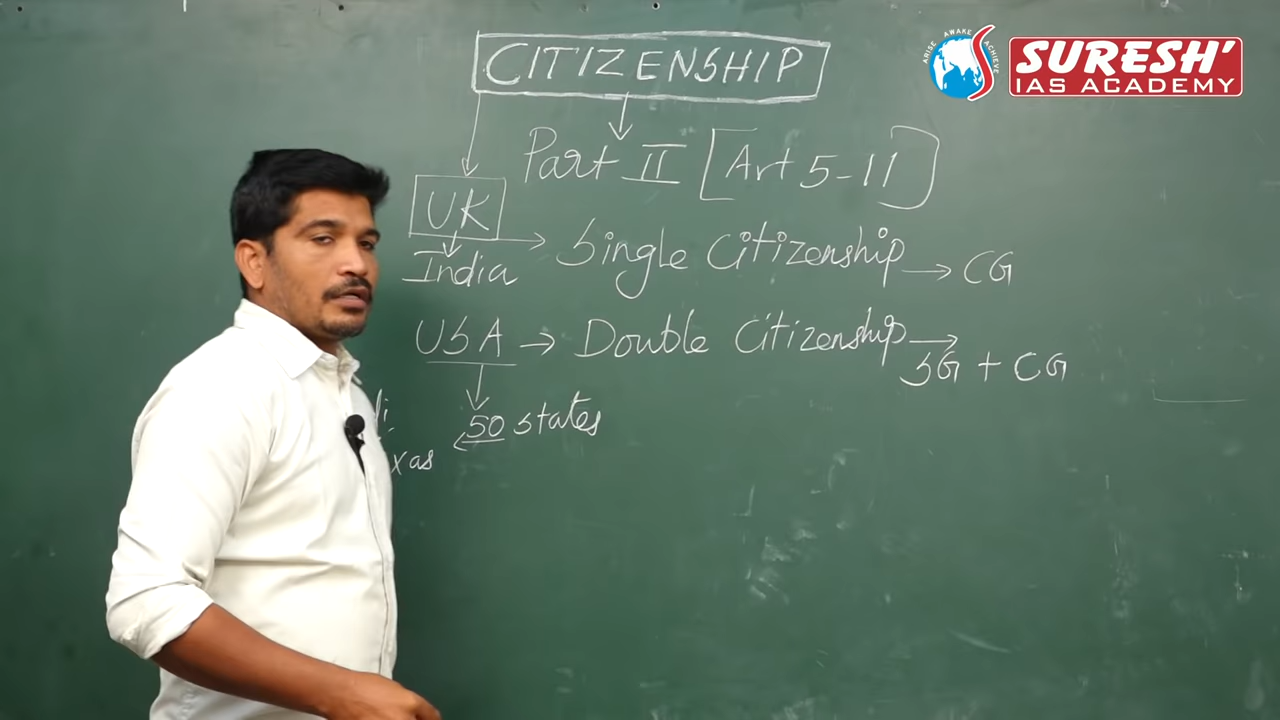 CITIZENSHIP
Part II [Art 5-11]
UK
India → Single Citizenship → CG
USA → Double Citizenship →
SG + CG
50 states
xas
ARISE AWAKE ACHIEVE
SURESH'
IAS ACADEMY